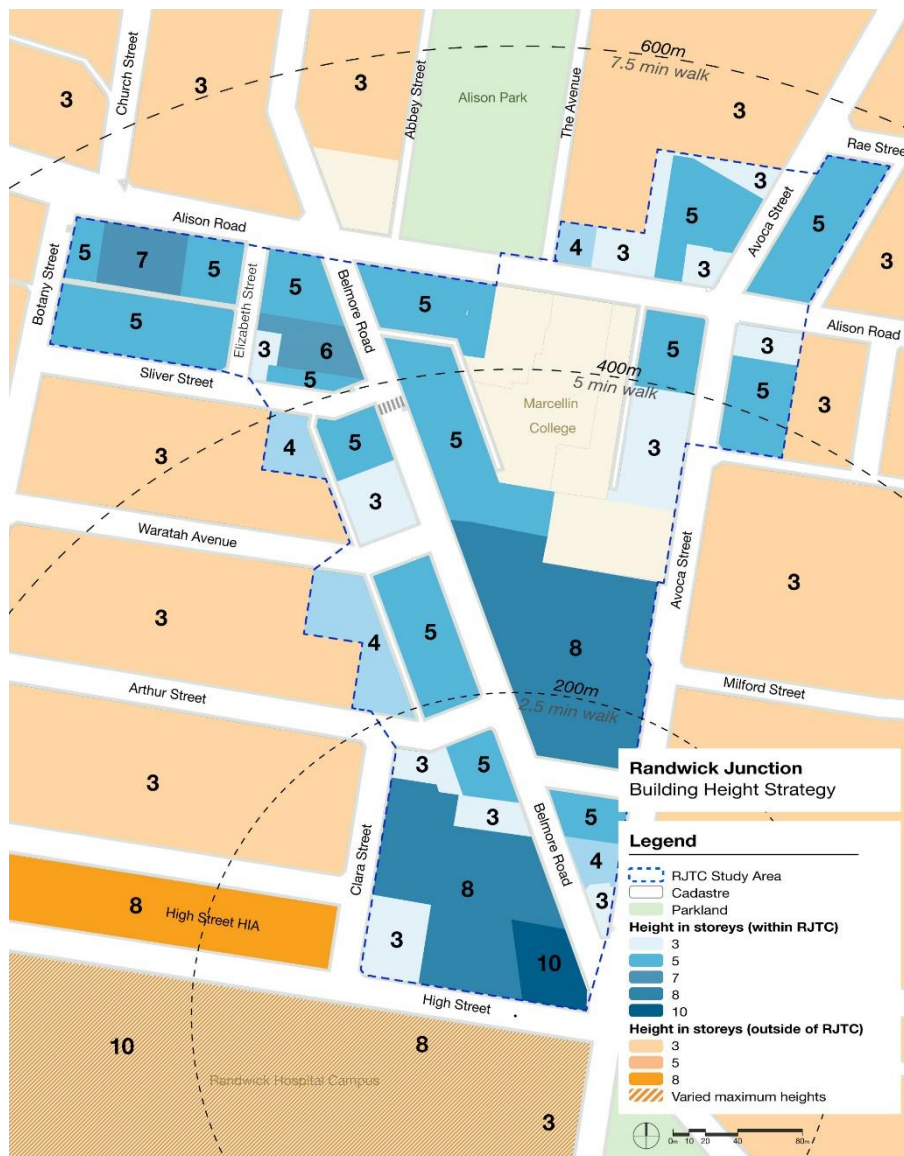 600m
7.5 min walk
Church Street
3
3
3
Abbey Street
Alison Park
The Avenue
3
Rae Stree
3
Avoca Street
5
5
3
4
3
3
Alison Road
Botany Street
5
7
5
Elizabeth Street
5
Belmore Road
5
Alison Road
5
3
6
5
Sliver Street
5
3
5
3
400m
5 min walk
Marcellin
College
3
4
5
3
5
3
Waratah Avenue
Avoca Street
3
3
4
5
8
Arthur Street
Milford Street
200m
2.5 min walk
3
3
5
3
Belmore Road
5
4
3
Clara Street
8
8
High Street HIA
3
10
High Street
10
8
Randwick Hospital Campus
3
Randwick Junction
Building Height Strategy
Legend
RJTC Study Area
Cadastre
Parkland
Height in storeys (within RJTC)
3
5
7
8
10
Height in storeys (outside of RJTC)
3
5
8
Varied maximum heights
0m 10 20 40 80m